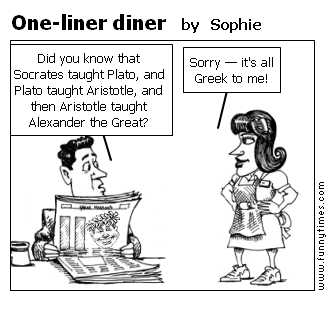 One-liner diner by Sophie
Did you know that
Socrates taught Plato, and
Plato taught Aristotle, and
then Aristotle taught
Alexander the Great?
Sorry — it's all
Greek to me!
www.funnytimes.com